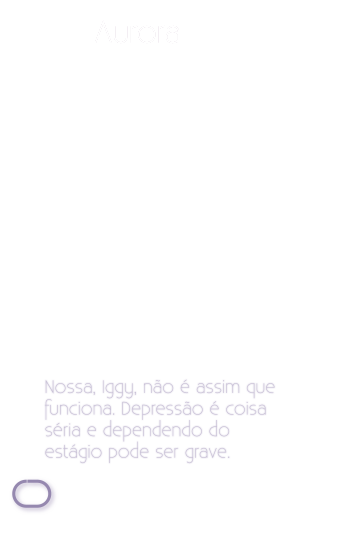 Aurora
Nossa, Iggy, não é assim que
funciona. Depressão é coisa
séria e dependendo do
estágio pode ser grave.